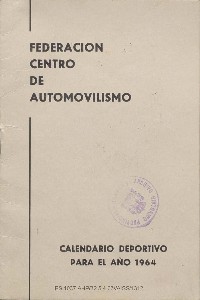 FEDERACION
CENTRO
DE
AUTOMOVILISMO
CALENDARIO DEPORTIVO
PARA EL AÑO 1964